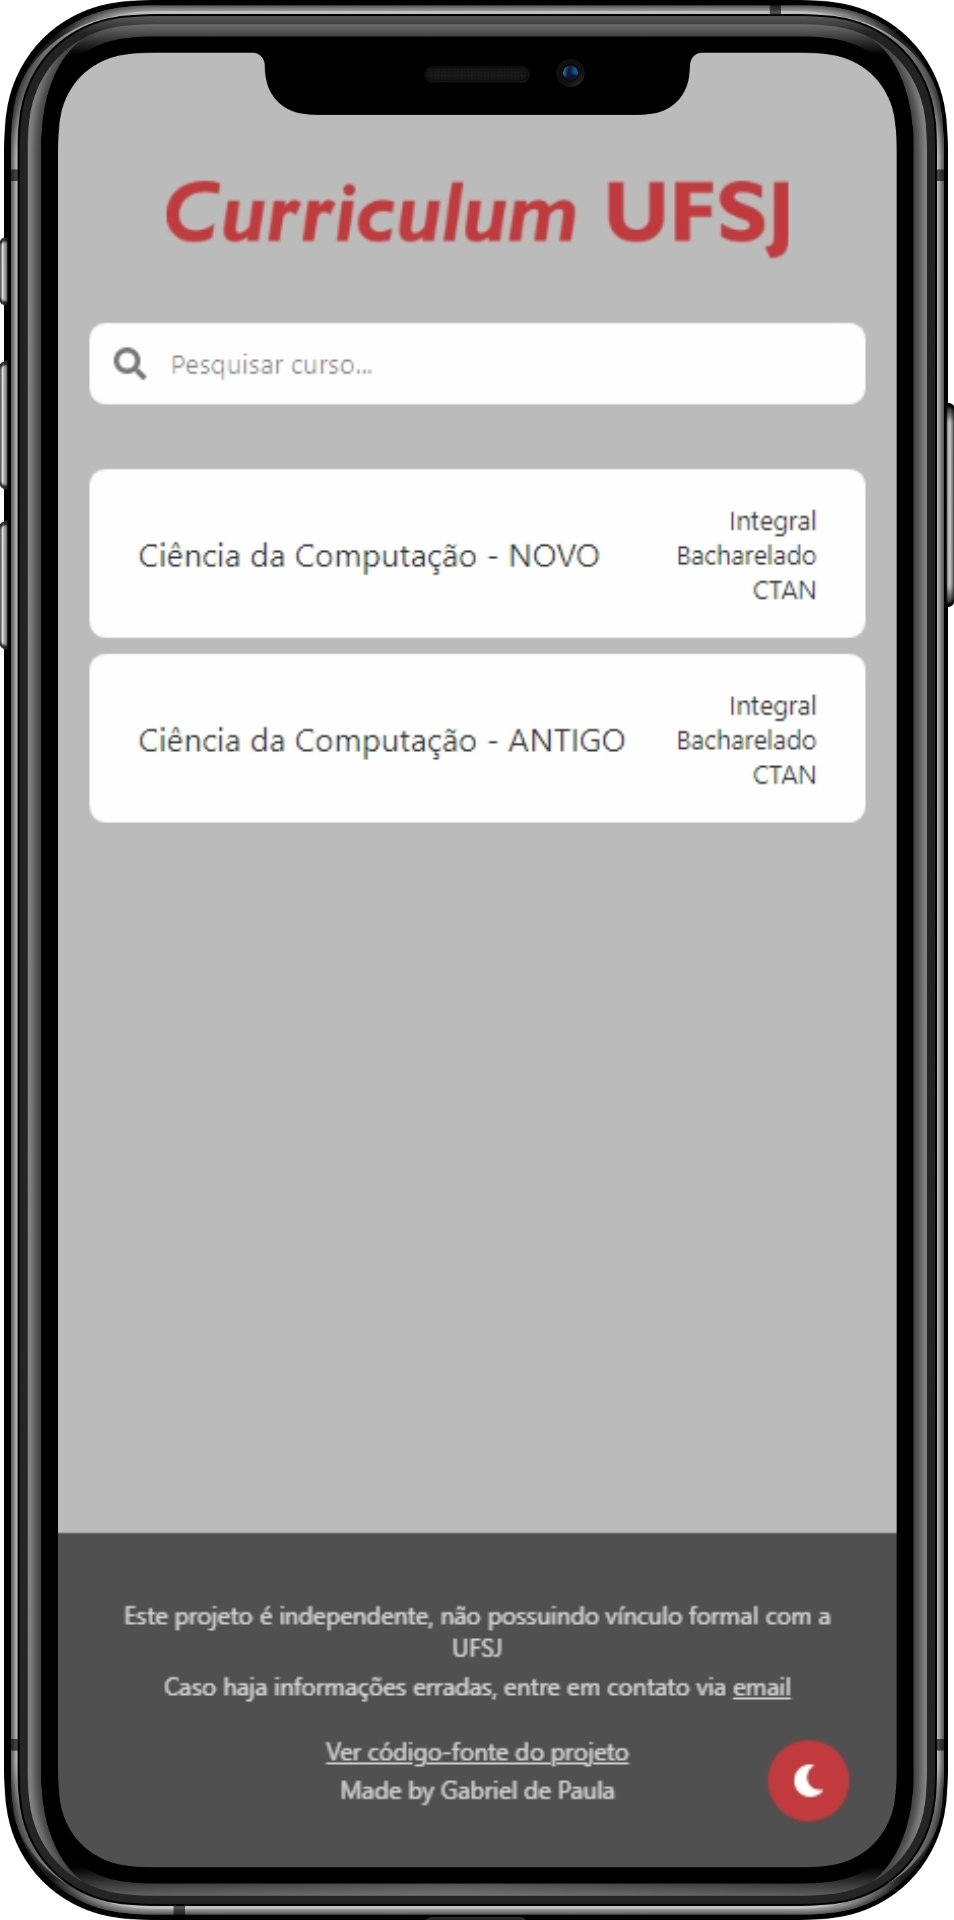 Curriculum UFSJ
Pesquisar curso...
Ciência da Computação - NOVO
Integral
Bacharelado
CTAN
Ciência da Computação - ANTIGO
Integral
Bacharelado
CTAN
Este projeto é independente, não possuindo vínculo formal com a
UFSJ
Caso haja informações erradas, entre em contato via email
Ver código-fonte do projeto
Made by Gabriel de Paula